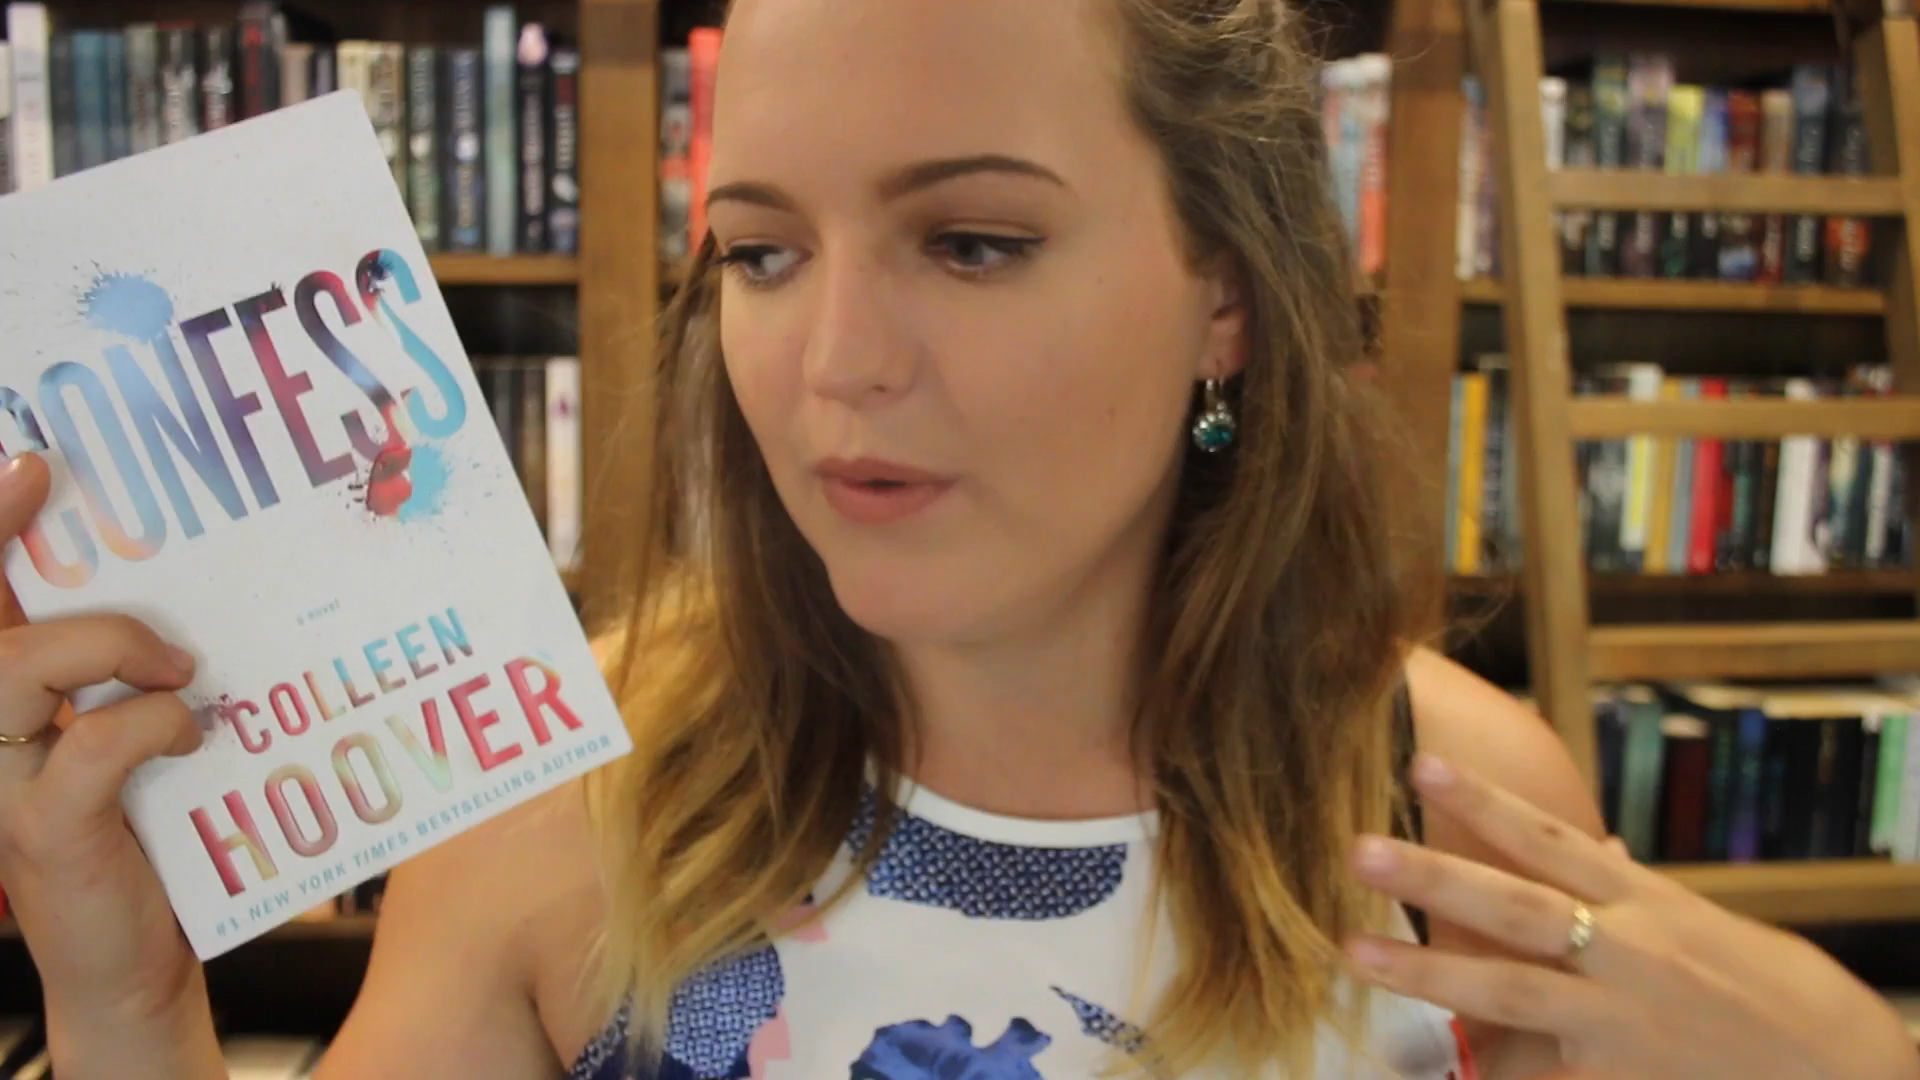 CONFESS
a novel
COLLEEN
HOOVER
#1 NEW YORK TIMES BESTSELLING AUTHOR